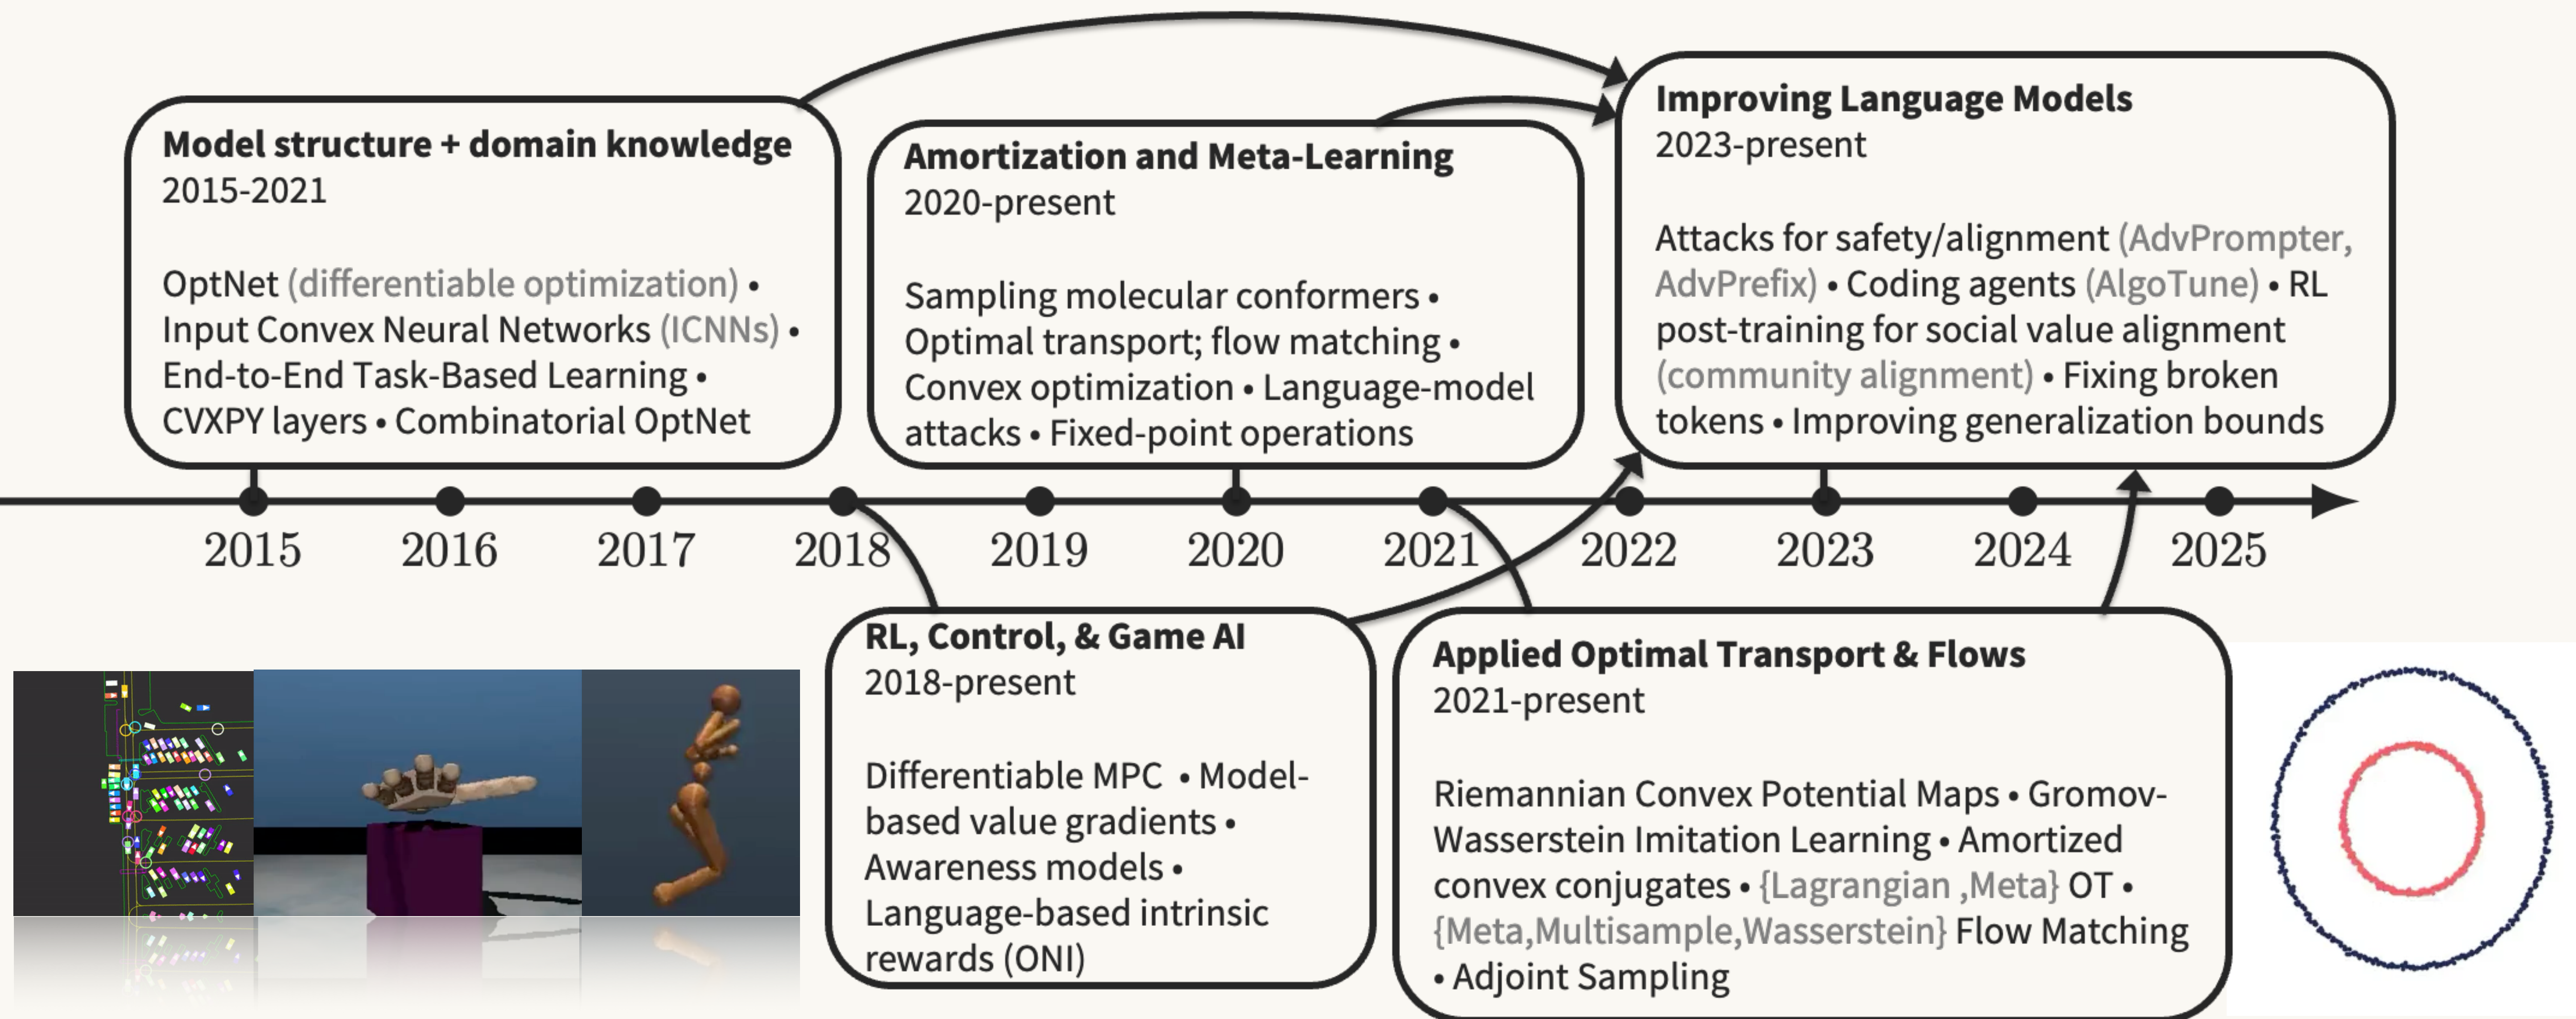 Model structure + domain knowledge
2015-2021
OptNet (differentiable optimization) •
Input Convex Neural Networks (ICNNs) •
End-to-End Task-Based Learning •
CVXPY layers • Combinatorial OptNet
Amortization and Meta-Learning
2020-present
Sampling molecular conformers •
Optimal transport; flow matching •
Convex optimization • Language-model
attacks • Fixed-point operations
Improving Language Models
2023-present
Attacks for safety/alignment (AdvPrompter,
AdvPrefix) • Coding agents (AlgoTune) • RL
post-training for social value alignment
(community alignment) • Fixing broken
tokens • Improving generalization bounds
2015 2016 2017 2018 2019 2020 2021 2022 2023 2024 2025
RL, Control, & Game AI
2018-present
Differentiable MPC • Model-
based value gradients •
Awareness models •
Language-based intrinsic
rewards (ONI)
Applied Optimal Transport & Flows
2021-present
Riemannian Convex Potential Maps • Gromov-
Wasserstein Imitation Learning • Amortized
convex conjugates • {Lagrangian ,Meta} OT •
{Meta,Multisample,Wasserstein} Flow Matching
• Adjoint Sampling